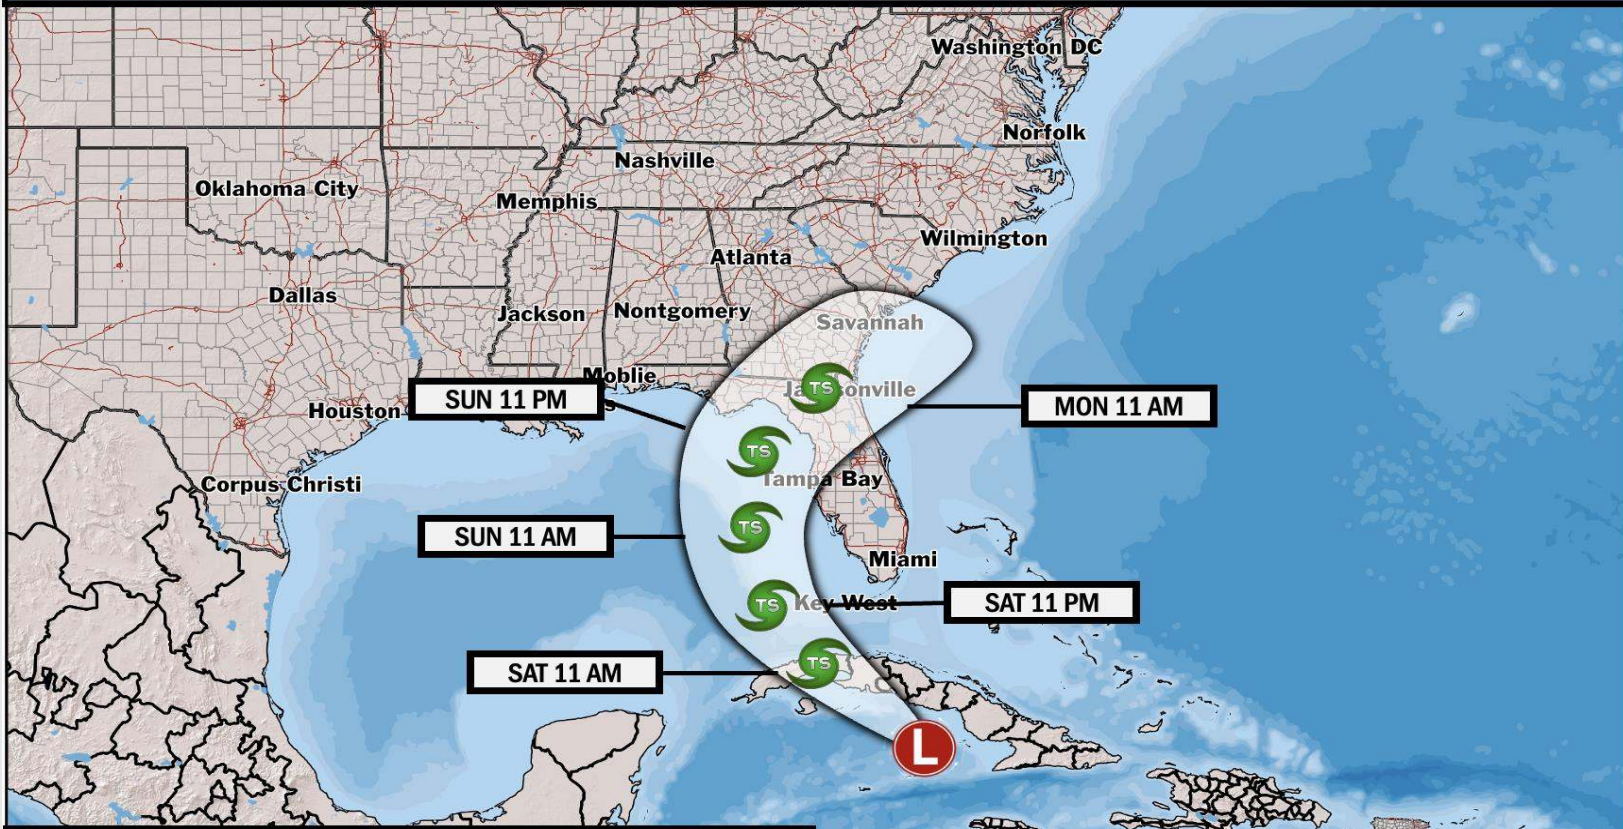 Washington DC
Norfolk
Nashville
Oklahoma City
Memphis
Wilmington
Atlanta
Dallas
Jackson
Nontgomery
Savannah
Moblie
SUN 11 PM
s
TS
MON 11 AM
Houston
TS
Tampa Bay
Corpus Christi
SUN 11 AM
TS
Miami
TS
Key West
SAT 11 PM
SAT 11 AM
TS
C
L